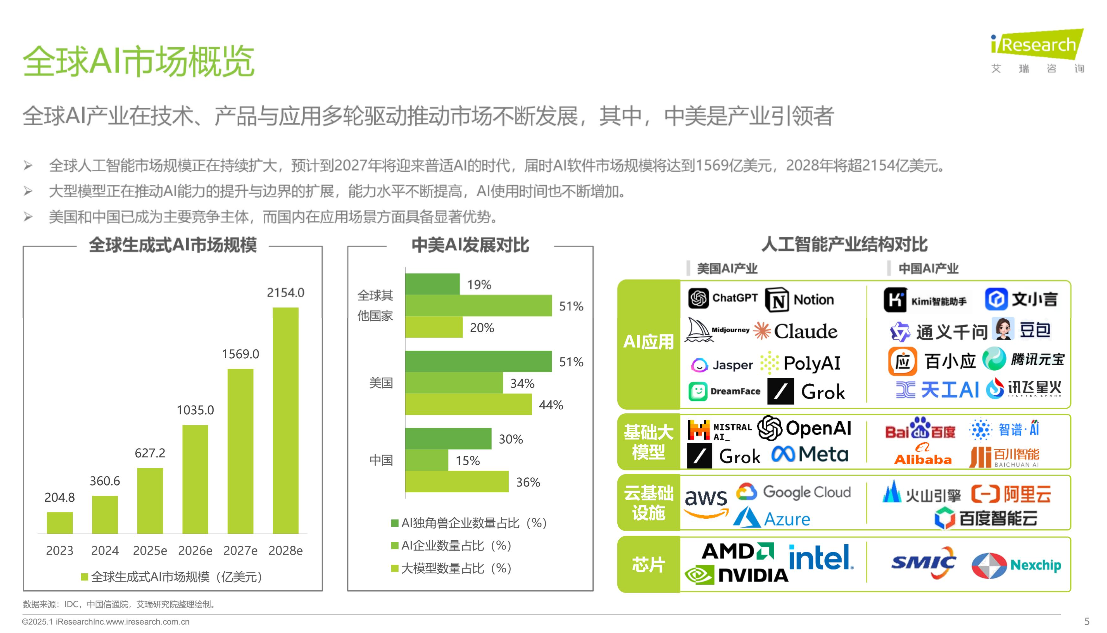 iResearch
艾 瑞 咨 询
全球AI市场概览
全球AI产业在技术、产品与应用多轮驱动推动市场不断发展，其中，中美是产业引领者
全球人工智能市场规模正在持续扩大，预计到2027年将迎来普适AI的时代，届时AI软件市场规模将达到1569亿美元，2028年将超2154亿美元。
大型模型正在推动AI能力的提升与边界的扩展，能力水平不断提高，AI使用时间也不断增加。
美国和中国已成为主要竞争主体，而国内在应用场景方面具备显著优势。
全球生成式AI市场规模
204.8
360.6
627.2
1035.0
1569.0
2154.0
2023 2024 2025e 2026e 2027e 2028e
全球生成式AI市场规模（亿美元）
中美AI发展对比
全球其
他国家
19%
51%
20%
美国
51%
34%
44%
中国
30%
15%
36%
AI独角兽企业数量占比（%）
AI企业数量占比（%）
大模型数量占比（%）
人工智能产业结构对比
美国AI产业 中国AI产业
AI应用
ChatGPT Notion
Midjourney Claude
Jasper PolyAI
DreamFace Grok
Kimi智能助手 文小言
通义千问 豆包
应 百小应 腾讯元宝
天工AI 讯飞星火
基础大
模型
MISTRAL
AI_
OpenAI
Grok Meta
Bai百度 智谱·AI
Alibaba 百川智能
BAICHUAN AI
云基础
设施
aws Google Cloud
Azure
火山引擎 阿里云
百度智能云
芯片
AMD intel.
NVIDIA
SMIC Nexchip
数据来源：IDC，中国信通院，艾瑞研究院整理绘制。
©2025.1 iResearchInc.www.iresearch.com.cn
5